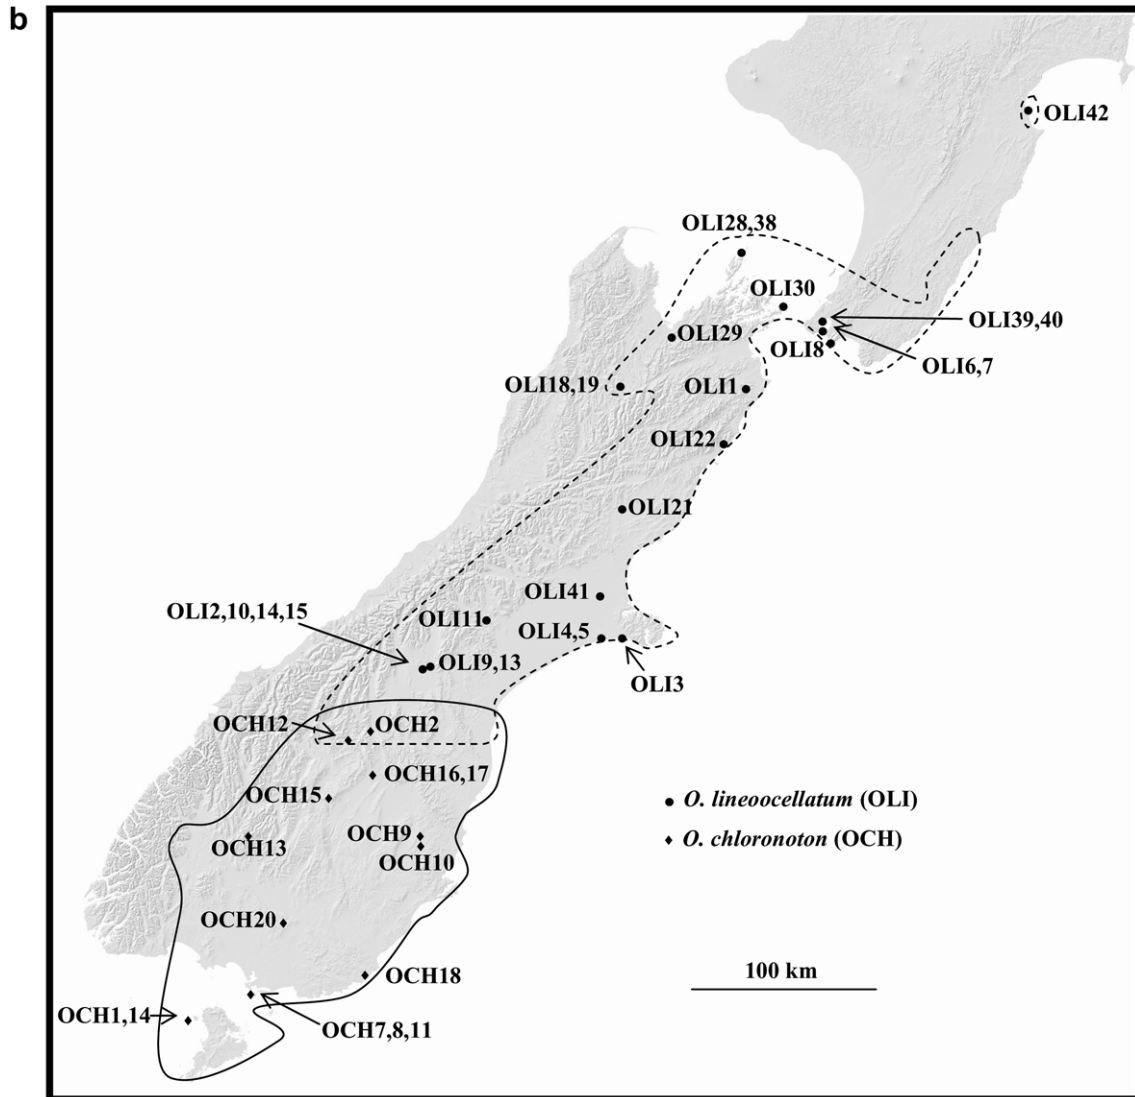 b
OLI42
OLI28,38
OLI30
OLI39,40
OLI29
OLI8
OLI6,7
OLI18,19
OLI1
OLI22
OLI21
OLI41
OLI2,10,14,15
OLI11
OLI4,5
OLI9,13
OLI3
OCH12
OCH2
OCH16,17
OCH15
O. lineoocellatum (OLI)
OCH9
O. chloronoton (OCH)
OCH13
OCH10
OCH20
OCH18
100 km
OCH1,14
OCH7,8,11